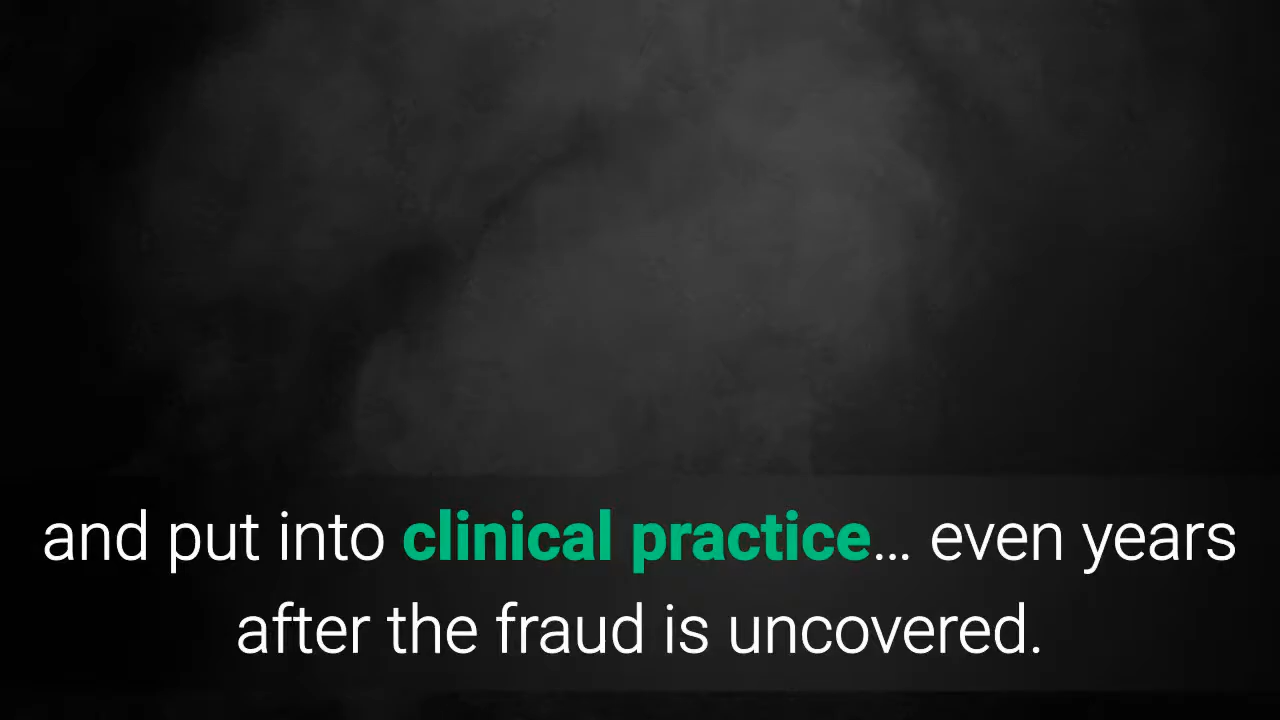 and put into clinical practice… even years
after the fraud is uncovered.